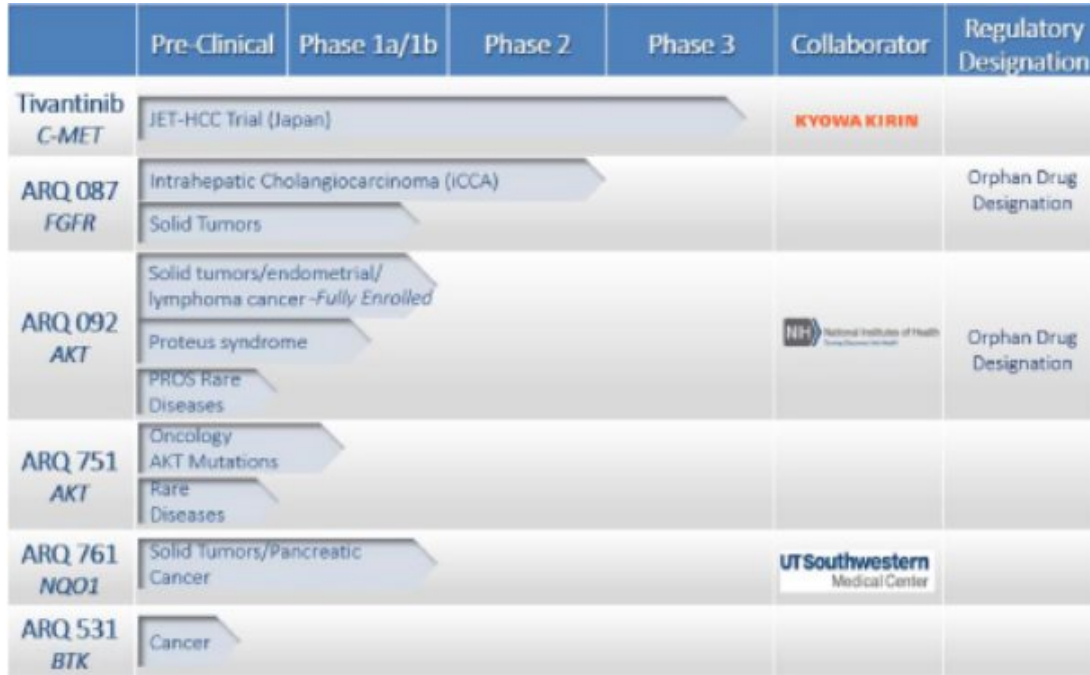 Pre-Clinical
Phase 1a/1b
Phase 2
Phase 3
Collaborator
Regulatory
Designation
Tivantinib
C-MET
JET-HCC Trial (Japan)
KYOWA KIRIN
ARQ 087
FGFR
Intrahepatic Cholangiocarcinoma (iCCA)
Solid Tumors
Orphan Drug
Designation
ARQ 092
AKT
Solid tumors/endometrial/
lymphoma cancer -Fully Enrolled
Proteus syndrome
PROS Rare
Diseases
NIH National Institutes of Health
Orphan Drug
Designation
ARQ 751
AKT
Oncology
AKT Mutations
Rare
Diseases
ARQ 761
NQO1
Solid Tumors/Pancreatic
Cancer
UTSouthwestern
Medical Center
ARQ 531
BTK
Cancer